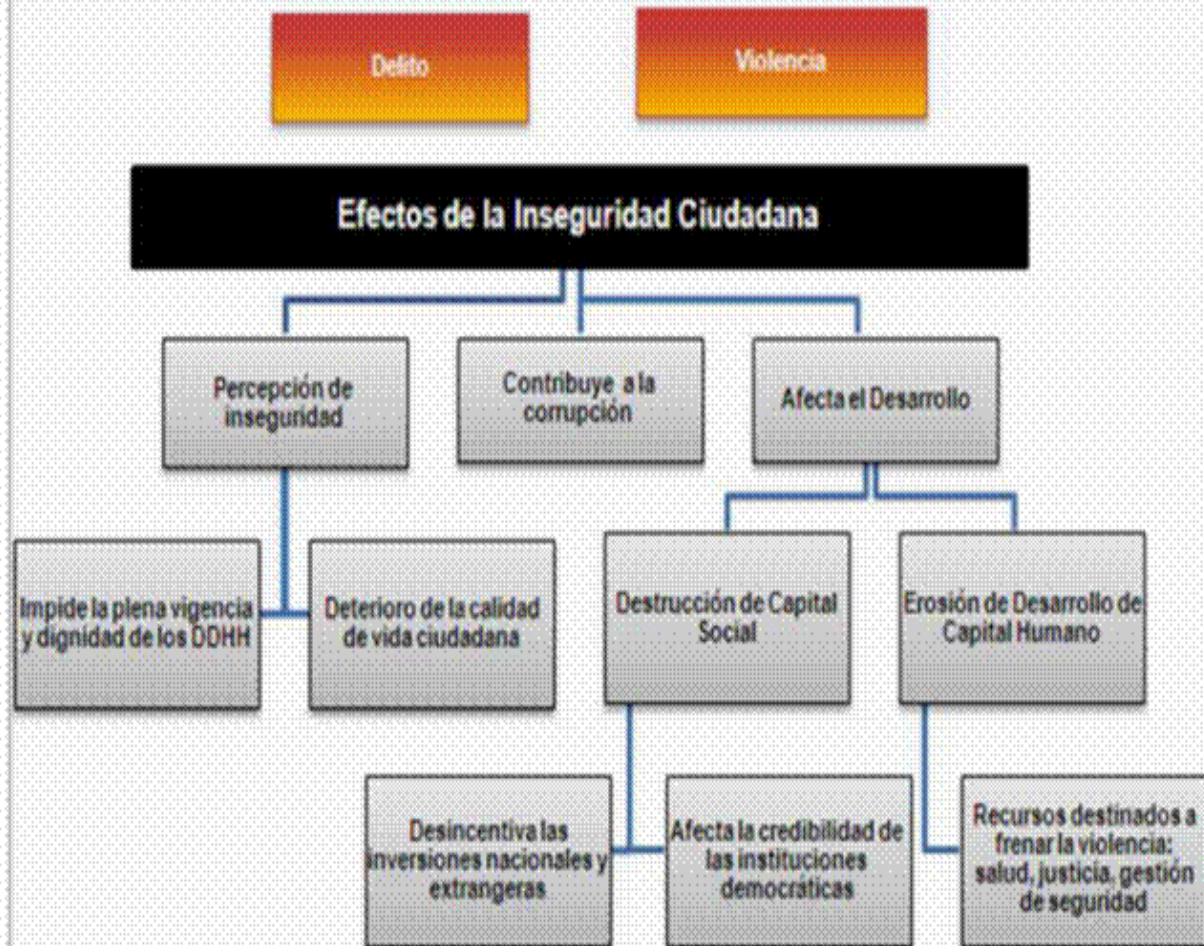 Delito
Violencia
Efectos de la Inseguridad Ciudadana
Percepción de
inseguridad
Contribuye a la
corrupción
Afecta el Desarrollo
Impide la plena vigencia
y dignidad de los DDHH
Deterioro de la calidad
de vida ciudadana
Destrucción de Capital
Social
Erosión de Desarrollo de
Capital Humano
Desincentiva las
inversiones nacionales y
extrangeras
Afecta la credibilidad de
las instituciones
democráticas
Recursos destinados a
frenar la violencia:
salud, justicia, gestión
de seguridad